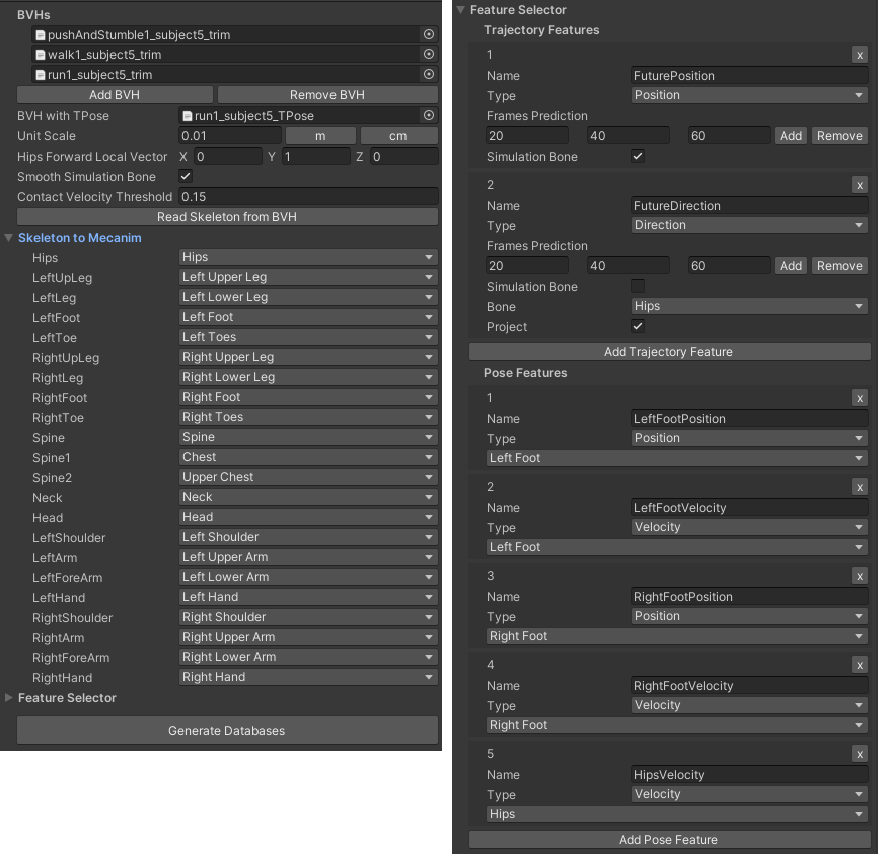 BVHs
pushAndStumble1_subject5_trim
walk1_subject5_trim
run1_subject5_trim
Add BVH Remove BVH
BVH with TPose run1_subject5_TPose
Unit Scale 0.01 m cm
Hips Forward Local Vector X 0 Y 1 Z 0
Smooth Simulation Bone
Contact Velocity Threshold 0.15
Read Skeleton from BVH
Skeleton to Mecanim
Hips Hips
LeftUpLeg Left Upper Leg
LeftLeg Left Lower Leg
LeftFoot Left Foot
LeftToe Left Toes
RightUpLeg Right Upper Leg
RightLeg Right Lower Leg
RightFoot Right Foot
RightToe Right Toes
Spine Spine
Spine1 Chest
Spine2 Upper Chest
Neck Neck
Head Head
LeftShoulder Left Shoulder
LeftArm Left Upper Arm
LeftForeArm Left Lower Arm
LeftHand Left Hand
RightShoulder Right Shoulder
RightArm Right Upper Arm
RightForeArm Right Lower Arm
RightHand Right Hand
Feature Selector
Generate Databases
Feature Selector
Trajectory Features
1 x
Name FuturePosition
Type Position
Frames Prediction
20 40 60 Add Remove
Simulation Bone
2 x
Name FutureDirection
Type Direction
Frames Prediction
20 40 60 Add Remove
Simulation Bone
Bone Hips
Project
Add Trajectory Feature
Pose Features
1 x
Name LeftFootPosition
Type Position
Left Foot
2 x
Name LeftFootVelocity
Type Velocity
Left Foot
3 x
Name RightFootPosition
Type Position
Right Foot
4 x
Name RightFootVelocity
Type Velocity
Right Foot
5 x
Name HipsVelocity
Type Velocity
Hips
Add Pose Feature